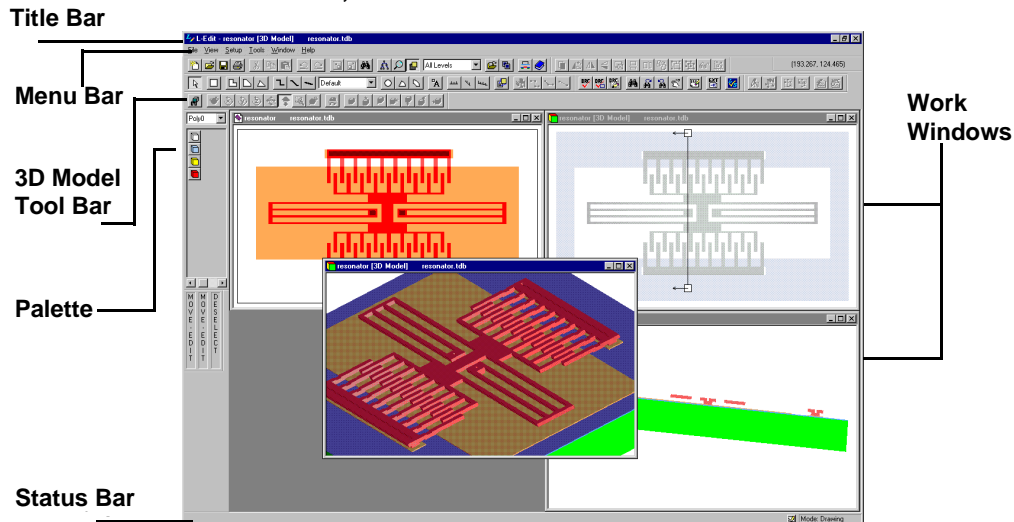 Title Bar
L-Edit - resonator [3D Model] resonator.tdb
File View Setup Tools Window Help
Menu Bar
All Levels
(193.267, 124.465)
Default
3D Model
Tool Bar
Poly0
resonator resonator.tdb
resonator [3D Model] resonator.tdb
Work
Windows
resonator [3D Model] resonator.tdb
Palette
MOVE-EDIT
MOVE-EDIT
DESELECT
Status Bar
Mode: Drawing